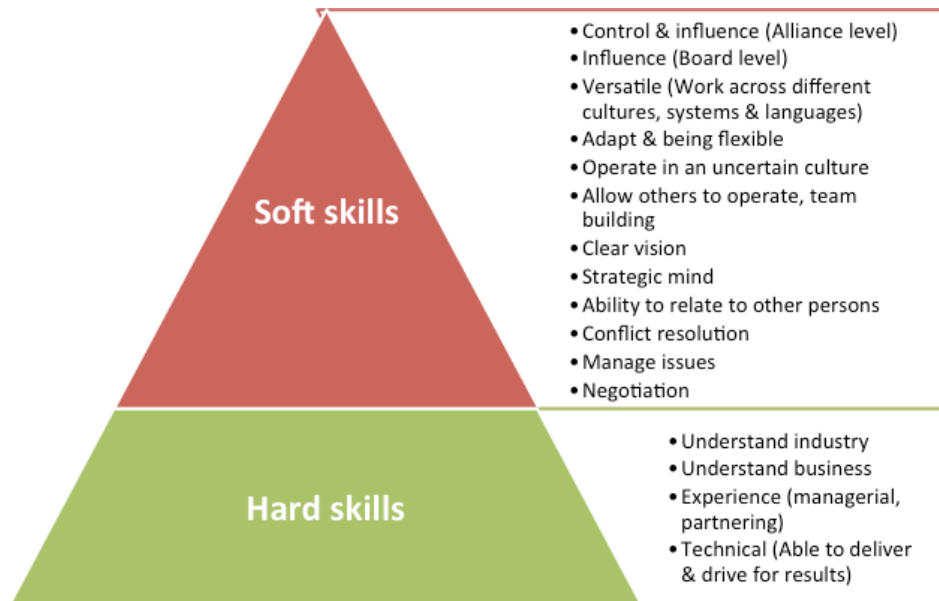 • Control & influence (Alliance level)
• Influence (Board level)
• Versatile (Work across different
cultures, systems & languages)
• Adapt & being flexible
• Operate in an uncertain culture
• Allow others to operate, team
building
• Clear vision
• Strategic mind
• Ability to relate to other persons
• Conflict resolution
• Manage issues
• Negotiation
Soft skills
• Understand industry
• Understand business
• Experience (managerial,
partnering)
• Technical (Able to deliver
& drive for results)
Hard skills